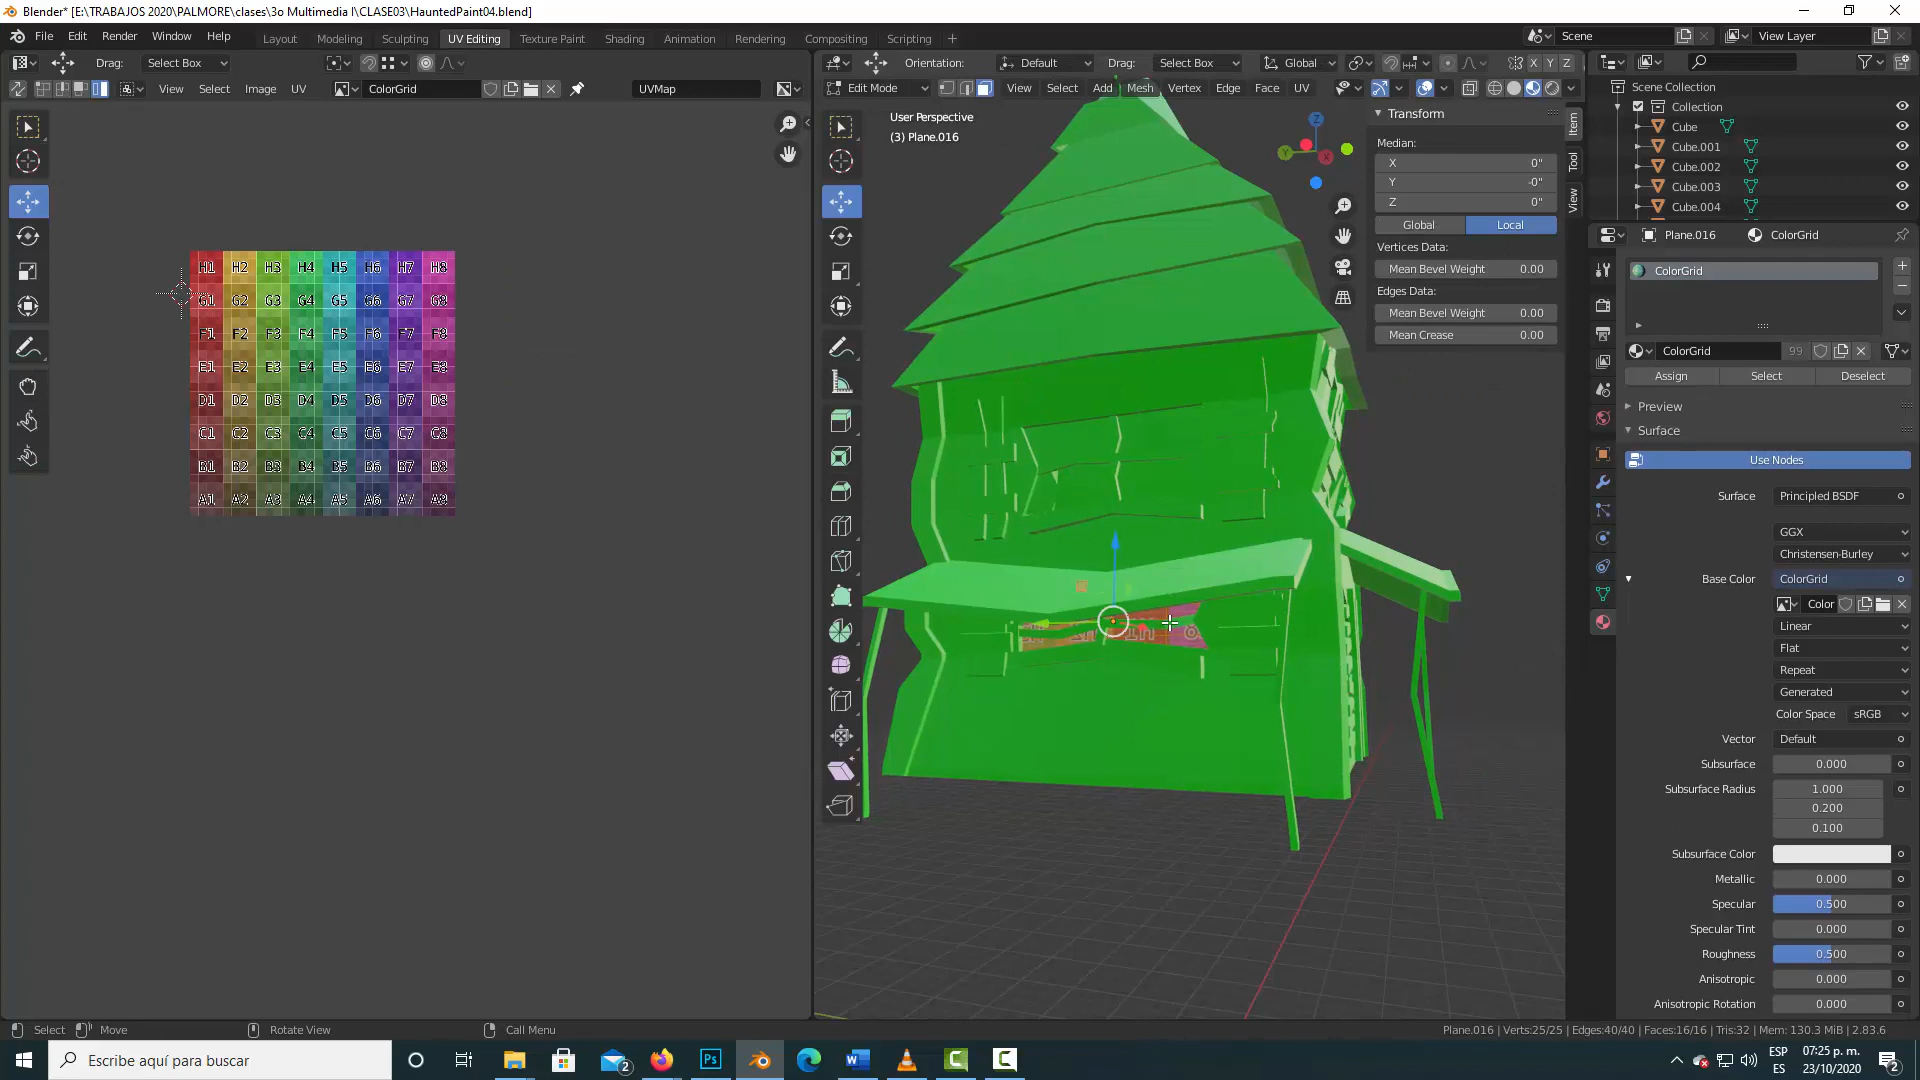 Blender* [E:\TRABAJOS 2020\PALMORE\clases\3o Multimedia I\CLASE03\HauntedPaint04.blend]
File Edit Render Window Help Layout Modeling Sculpting UV Editing Texture Paint Shading Animation Rendering Compositing Scripting + Scene View Layer
Drag: Select Box Orientation: Default Drag: Select Box Global X Y Z
View Select Image UV ColorGrid UVMap Edit Mode View Select Add Mesh Vertex Edge Face UV
User Perspective
(3) Plane.016
Transform
Median:
X 0"
Y -0"
Z 0"
Global Local
Vertices Data:
Mean Bevel Weight 0.00
Edges Data:
Mean Bevel Weight 0.00
Mean Crease 0.00
Item
Tool
View
Scene Collection
Collection
Cube
Cube.001
Cube.002
Cube.003
Cube.004
Plane.016 ColorGrid
ColorGrid
ColorGrid 99
Assign Select Deselect
Preview
Surface
Use Nodes
Surface Principled BSDF
GGX
Christensen-Burley
Base Color ColorGrid
Color
Linear
Flat
Repeat
Generated
Color Space sRGB
Vector Default
Subsurface 0.000
Subsurface Radius 1.000
0.200
0.100
Subsurface Color
Metallic 0.000
Specular 0.500
Specular Tint 0.000
Roughness 0.500
Anisotropic 0.000
Anisotropic Rotation 0.000
H1 H2 H3 H4 H5 H6 H7 H8
G1 G2 G3 G4 G5 G6 G7 G8
F1 F2 F3 F4 F5 F6 F7 F8
E1 E2 E3 E4 E5 E6 E7 E8
D1 D2 D3 D4 D5 D6 D7 D8
C1 C2 C3 C4 C5 C6 C7 C8
B1 B2 B3 B4 B5 B6 B7 B8
A1 A2 A3 A4 A5 A6 A7 A8
Select Move Rotate View Call Menu Plane.016 | Verts:25/25 | Edges:40/40 | Faces:16/16 | Tris:32 | Mem: 130.3 MiB | 2.83.6
Escribe aquí para buscar
2
ESP
ES
07:25 p. m.
23/10/2020
2